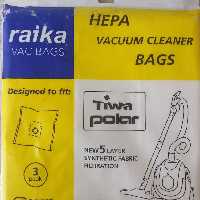 raika
VAC BAGS
HEPA
VACUUM CLEANER
BAGS
Designed to fit:
Tiwa
polar
NEW 5 LAYER
SYNTHETIC FABRIC
FILTRATION
3
pack